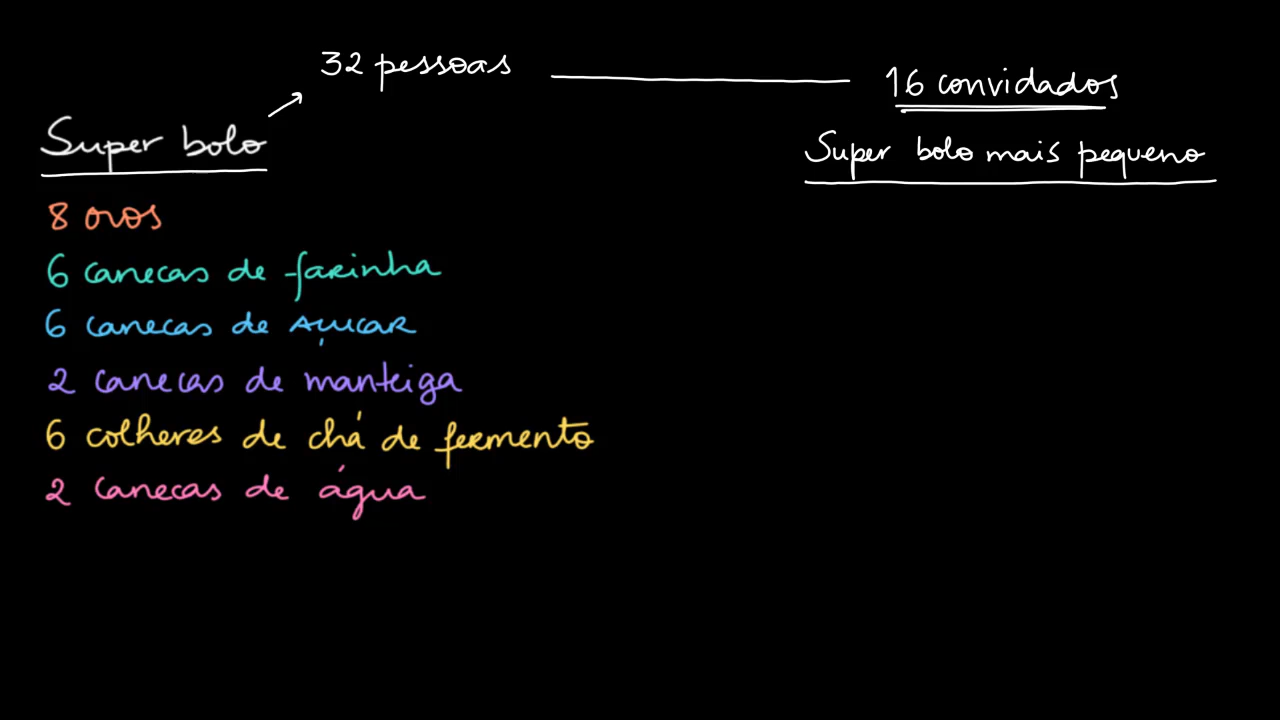 32 pessoas
16 convidados
Super bolo
Super bolo mais pequeno
8 ovos
6 canecas de farinha
6 canecas de açucar
2 canecas de manteiga
6 colheres de chá de fermento
2 canecas de água